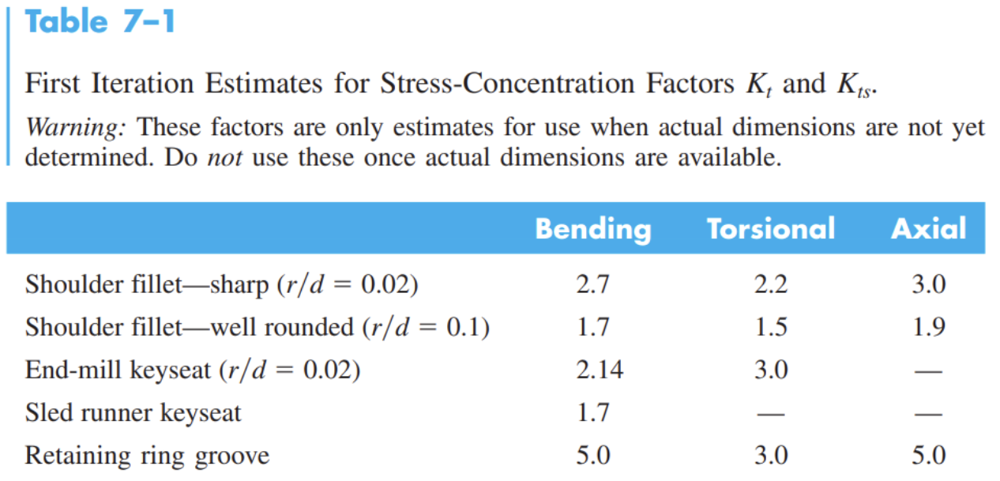 Table 7–1
First Iteration Estimates for Stress-Concentration Factors Kt and Kts.
Warning: These factors are only estimates for use when actual dimensions are not yet
determined. Do not use these once actual dimensions are available.
Bending Torsional Axial
Shoulder fillet—sharp (r/d = 0.02) 2.7 2.2 3.0
Shoulder fillet—well rounded (r/d = 0.1) 1.7 1.5 1.9
End-mill keyseat (r/d = 0.02) 2.14 3.0 —
Sled runner keyseat 1.7 — —
Retaining ring groove 5.0 3.0 5.0